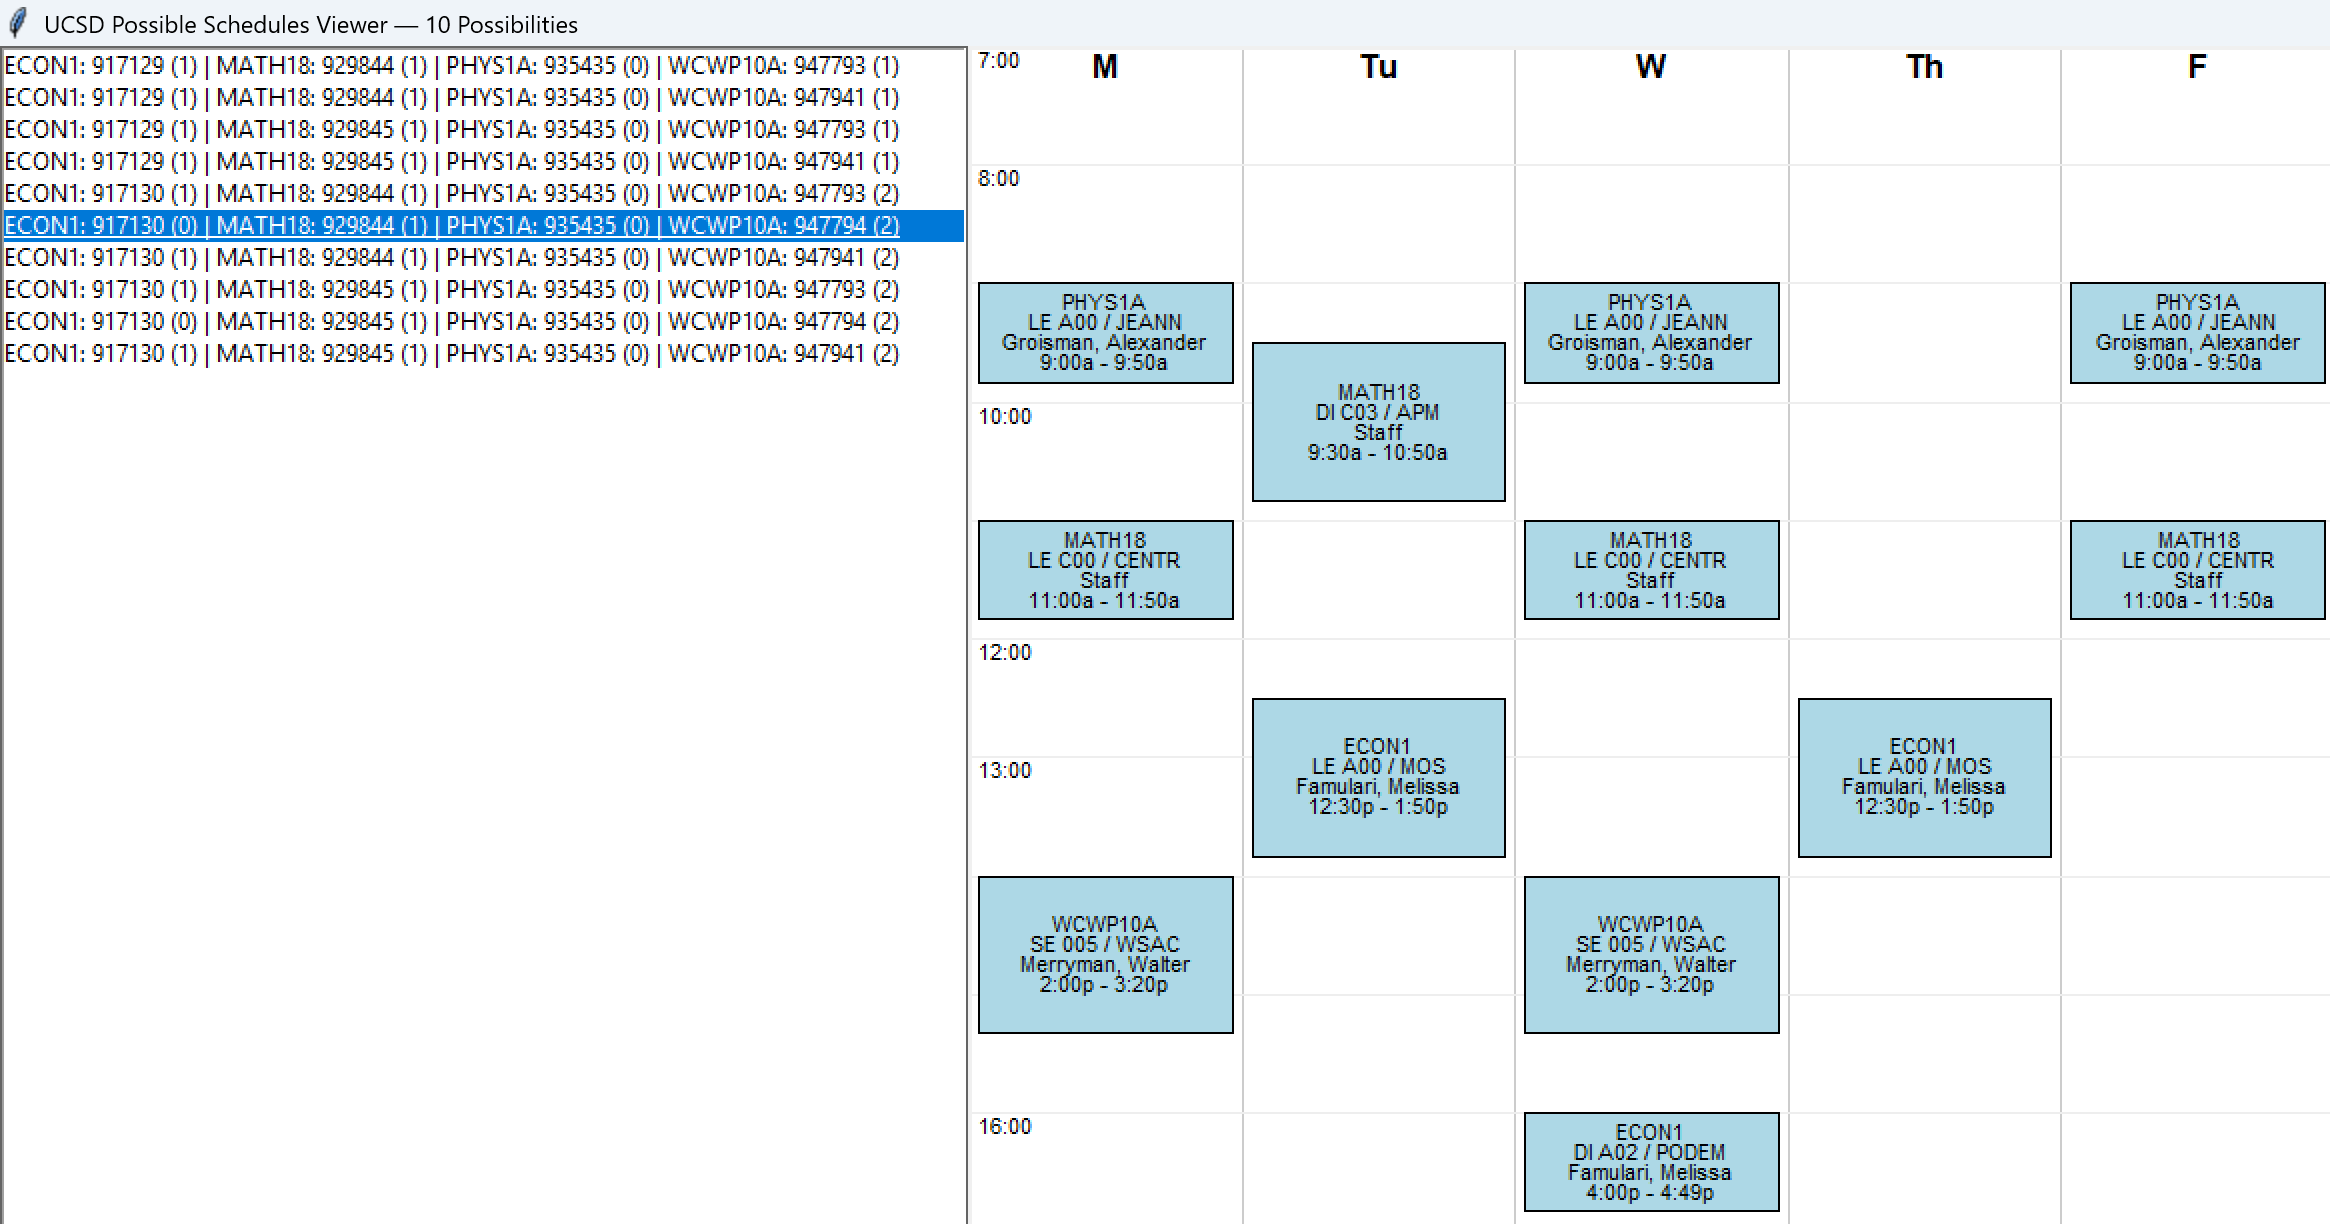 UCSD Possible Schedules Viewer — 10 Possibilities
ECON1: 917129 (1) | MATH18: 929844 (1) | PHYS1A: 935435 (0) | WCWP10A: 947793 (1)
ECON1: 917129 (1) | MATH18: 929844 (1) | PHYS1A: 935435 (0) | WCWP10A: 947941 (1)
ECON1: 917129 (1) | MATH18: 929845 (1) | PHYS1A: 935435 (0) | WCWP10A: 947793 (1)
ECON1: 917129 (1) | MATH18: 929845 (1) | PHYS1A: 935435 (0) | WCWP10A: 947941 (1)
ECON1: 917130 (1) | MATH18: 929844 (1) | PHYS1A: 935435 (0) | WCWP10A: 947793 (2)
ECON1: 917130 (0) | MATH18: 929844 (1) | PHYS1A: 935435 (0) | WCWP10A: 947794 (2)
ECON1: 917130 (1) | MATH18: 929844 (1) | PHYS1A: 935435 (0) | WCWP10A: 947941 (2)
ECON1: 917130 (1) | MATH18: 929845 (1) | PHYS1A: 935435 (0) | WCWP10A: 947793 (2)
ECON1: 917130 (0) | MATH18: 929845 (1) | PHYS1A: 935435 (0) | WCWP10A: 947794 (2)
ECON1: 917130 (1) | MATH18: 929845 (1) | PHYS1A: 935435 (0) | WCWP10A: 947941 (2)
7:00
8:00
10:00
12:00
13:00
16:00
M
PHYS1A
LE A00 / JEANN
Groisman, Alexander
9:00a - 9:50a
MATH18
LE C00 / CENTR
Staff
11:00a - 11:50a
WCWP10A
SE 005 / WSAC
Merryman, Walter
2:00p - 3:20p
Tu
MATH18
DI C03 / APM
Staff
9:30a - 10:50a
ECON1
LE A00 / MOS
Famulari, Melissa
12:30p - 1:50p
W
PHYS1A
LE A00 / JEANN
Groisman, Alexander
9:00a - 9:50a
MATH18
LE C00 / CENTR
Staff
11:00a - 11:50a
WCWP10A
SE 005 / WSAC
Merryman, Walter
2:00p - 3:20p
ECON1
DI A02 / PODEM
Famulari, Melissa
4:00p - 4:49p
Th
ECON1
LE A00 / MOS
Famulari, Melissa
12:30p - 1:50p
F
PHYS1A
LE A00 / JEANN
Groisman, Alexander
9:00a - 9:50a
MATH18
LE C00 / CENTR
Staff
11:00a - 11:50a